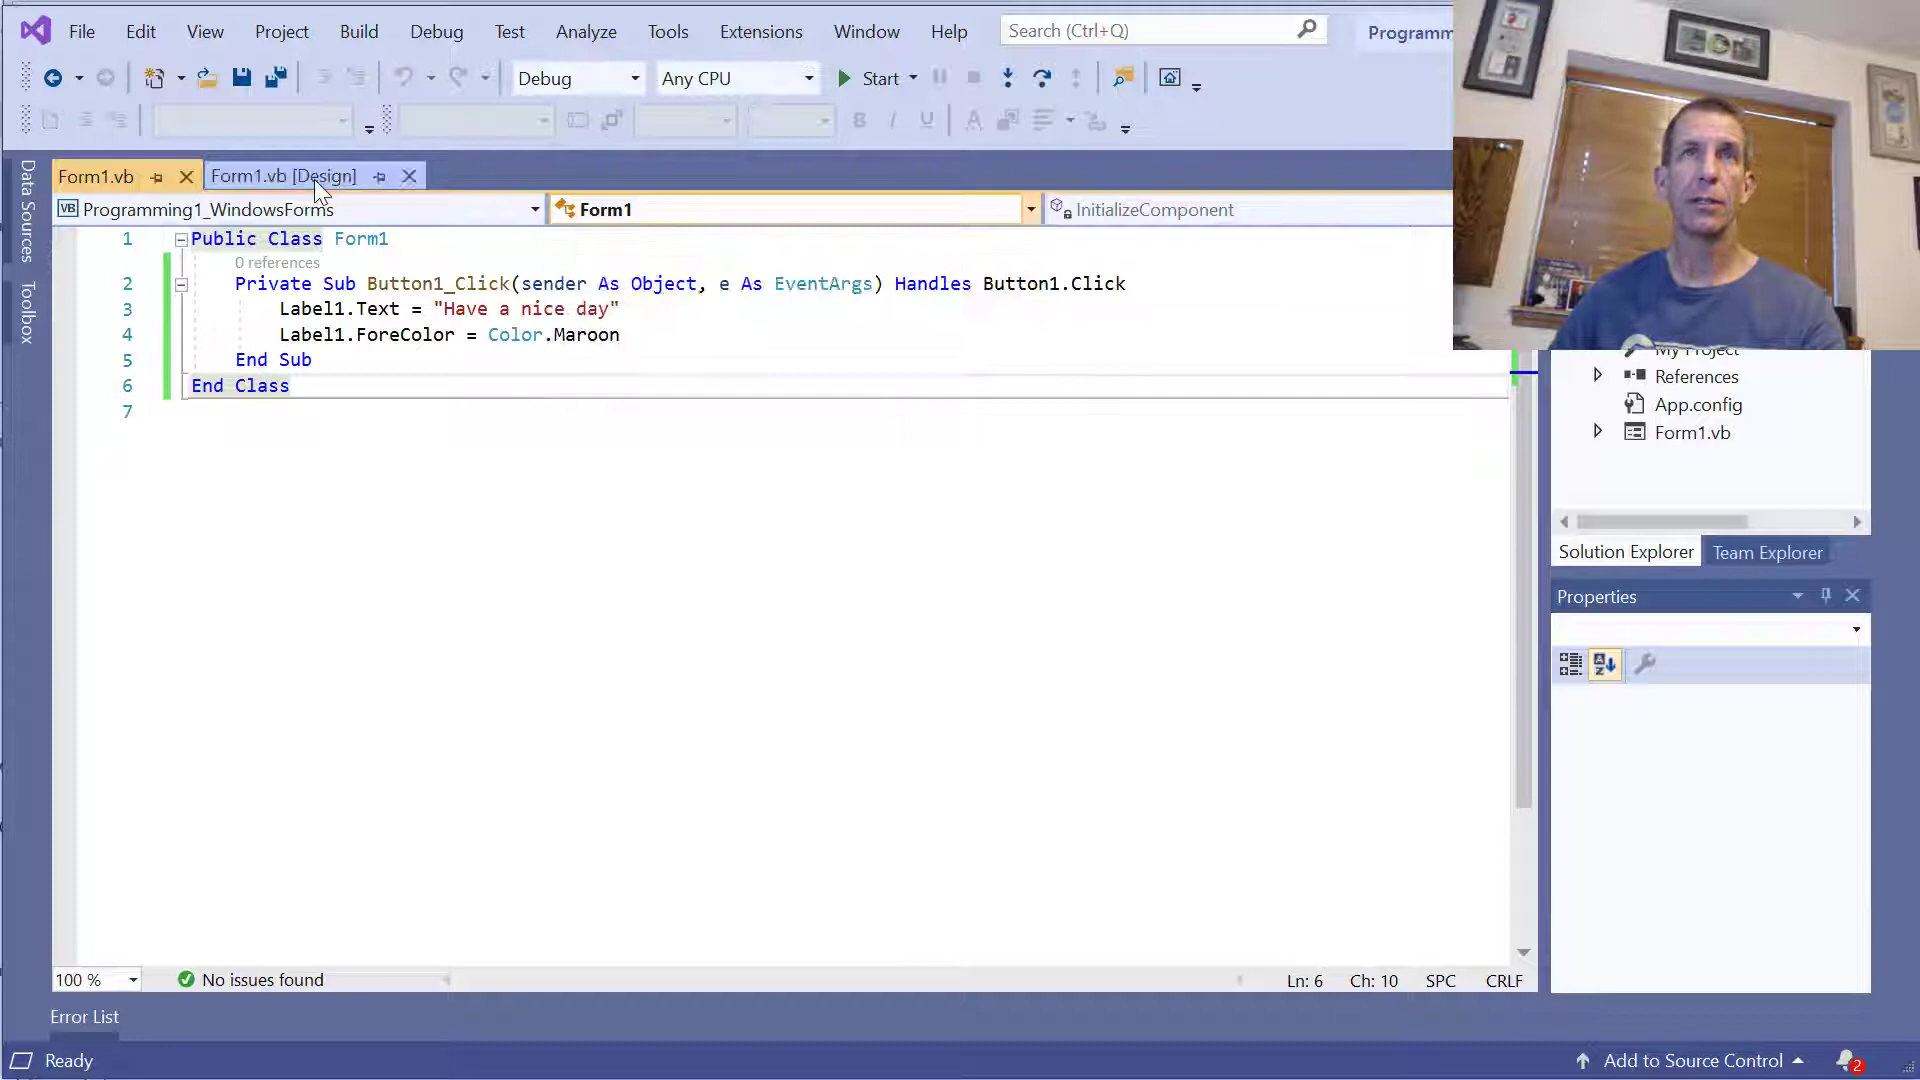 File Edit View Project Build Debug Test Analyze Tools Extensions Window Help Search (Ctrl+Q) Programm
Debug Any CPU Start
Form1.vb Form1.vb [Design]
Programming1_WindowsForms Form1 InitializeComponent
Data Sources
Toolbox
1 Public Class Form1
0 references
2 Private Sub Button1_Click(sender As Object, e As EventArgs) Handles Button1.Click
3 Label1.Text = "Have a nice day"
4 Label1.ForeColor = Color.Maroon
5 End Sub
6 End Class
7
My Project
References
App.config
Form1.vb
Solution Explorer Team Explorer
Properties
100 % No issues found Ln: 6 Ch: 10 SPC CRLF
Error List
Ready Add to Source Control 2